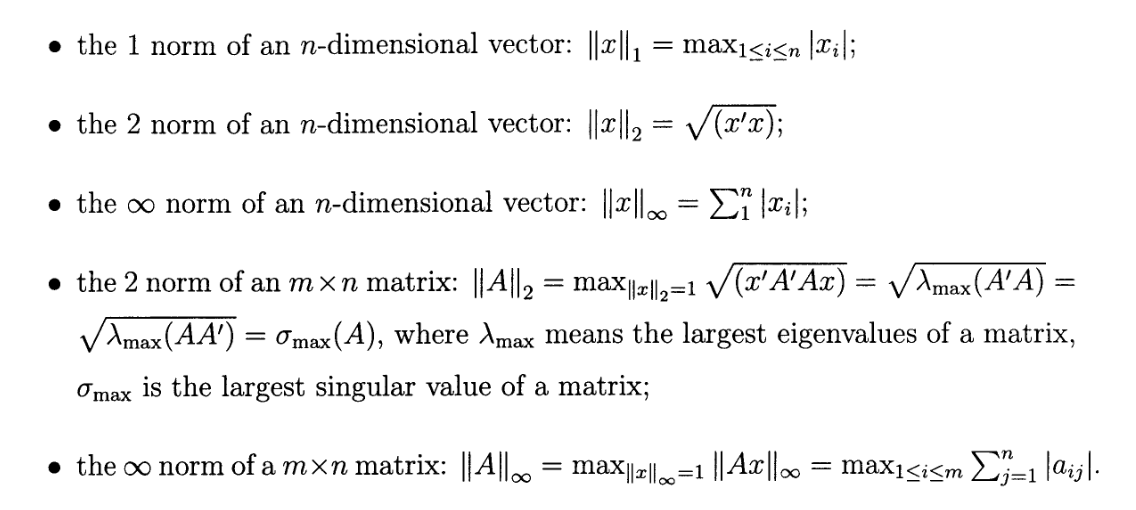 • the 1 norm of an n-dimensional vector: ‖x‖₁ = max₁≤i≤n |xᵢ|;
• the 2 norm of an n-dimensional vector: ‖x‖₂ = √(x′x);
• the ∞ norm of an n-dimensional vector: ‖x‖∞ = ∑₁ⁿ |xᵢ|;
• the 2 norm of an m×n matrix: ‖A‖₂ = max‖x‖₂=1 √(x′A′Ax) = √λmax(A′A) =
√λmax(AA′) = σmax(A), where λmax means the largest eigenvalues of a matrix,
σmax is the largest singular value of a matrix;
• the ∞ norm of a m×n matrix: ‖A‖∞ = max‖x‖∞=1 ‖Ax‖∞ = max₁≤i≤m ∑ⁿⱼ₌₁ |aᵢⱼ|.